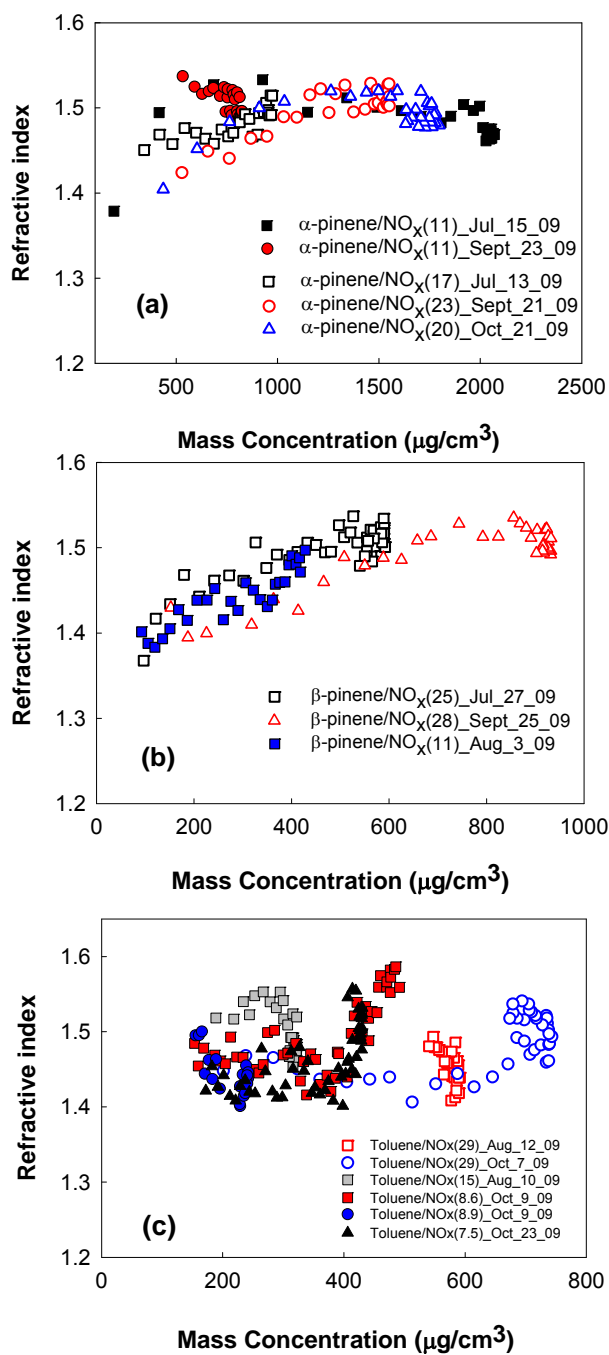 1.6
1.5
1.4
1.3
1.2
Refractive index
α-pinene/NOX(11)_Jul_15_09
α-pinene/NOX(11)_Sept_23_09
α-pinene/NOX(17)_Jul_13_09
α-pinene/NOX(23)_Sept_21_09
α-pinene/NOX(20)_Oct_21_09
(a)
500 1000 1500 2000 2500
Mass Concentration (μg/cm3)
1.6
1.5
1.4
1.3
1.2
Refractive index
β-pinene/NOX(25)_Jul_27_09
β-pinene/NOX(28)_Sept_25_09
β-pinene/NOX(11)_Aug_3_09
(b)
0 200 400 600 800 1000
Mass Concentration (μg/cm3)
1.6
1.5
1.4
1.3
1.2
Refractive index
Toluene/NOx(29)_Aug_12_09
Toluene/NOx(29)_Oct_7_09
Toluene/NOx(15)_Aug_10_09
Toluene/NOx(8.6)_Oct_9_09
Toluene/NOx(8.9)_Oct_9_09
Toluene/NOx(7.5)_Oct_23_09
(c)
0 200 400 600 800
Mass Concentration (μg/cm3)